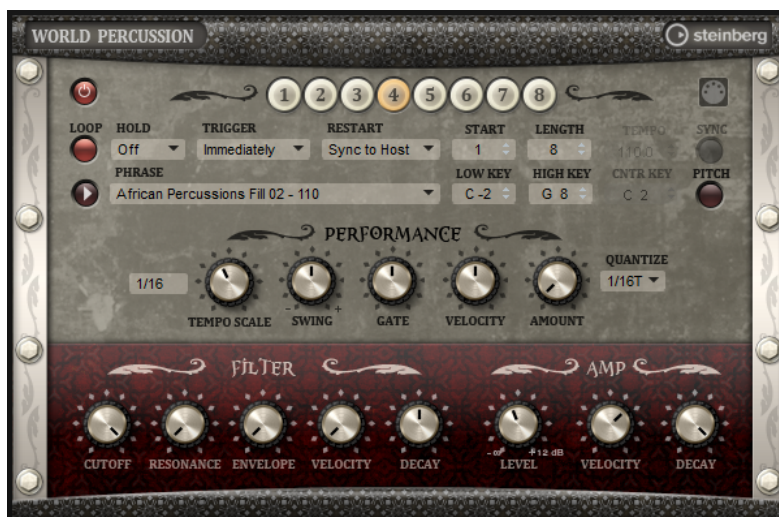 WORLD PERCUSSION
steinberg
1 2 3 4 5 6 7 8
LOOP HOLD TRIGGER RESTART START LENGTH TEMPO SYNC
Off Immediately Sync to Host 1 8 110.0
PHRASE LOW KEY HIGH KEY CNTR KEY PITCH
African Percussions Fill 02 - 110 C -2 G 8 C 2
PERFORMANCE
QUANTIZE
1/16 - + 1/16T
TEMPO SCALE SWING GATE VELOCITY AMOUNT
FILTER AMP
-∞ +12 dB
CUTOFF RESONANCE ENVELOPE VELOCITY DECAY LEVEL VELOCITY DECAY